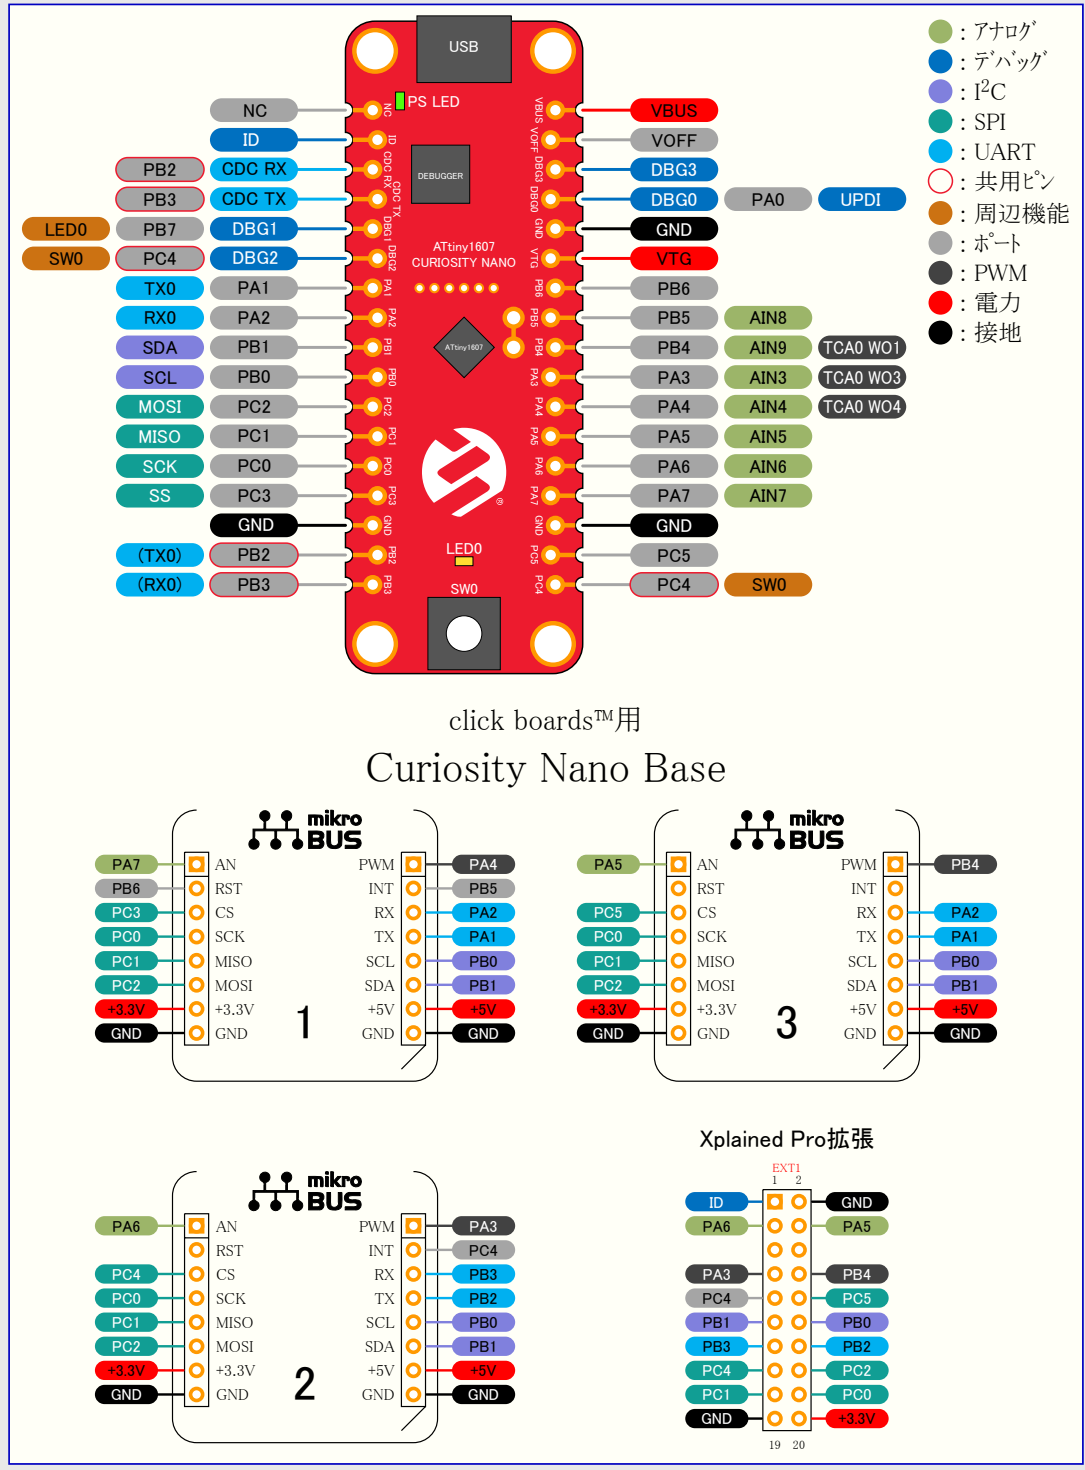 USB
PS LED
DEBUGGER
ATtiny1607
CURIOSITY NANO
ATtiny1607
LED0
SW0
®
NC NC
ID ID
PB2 CDC RX CDC RX
PB3 CDC TX CDC TX
LED0 PB7 DBG1 DBG1
SW0 PC4 DBG2 DBG2
TX0 PA1 PA1
RX0 PA2 PA2
SDA PB1 PB1
SCL PB0 PB0
MOSI PC2 PC2
MISO PC1 PC1
SCK PC0 PC0
SS PC3 PC3
GND GND
(TX0) PB2 PB2
(RX0) PB3 PB3
VBUS VBUS
VOFF VOFF
DBG3 DBG3
DBG0 DBG0 PA0 UPDI
GND GND
VTG VTG
PB6 PB6
PB5 PB5 AIN8
PB4 PB4 AIN9 TCA0 WO1
PA3 PA3 AIN3 TCA0 WO3
PA4 PA4 AIN4 TCA0 WO4
PA5 PA5 AIN5
PA6 PA6 AIN6
PA7 PA7 AIN7
GND GND
PC5 PC5
PC4 PC4 SW0
: ｱﾅﾛｸﾞ
: ﾃﾞﾊﾞｯｸﾞ
: I²C
: SPI
: UART
: 共用ﾋﾟﾝ
: 周辺機能
: ﾎﾟｰﾄ
: PWM
: 電力
: 接地
click boards™用
Curiosity Nano Base
mikro
BUS
PA7 AN PWM PA4
PB6 RST INT PB5
PC3 CS RX PA2
PC0 SCK TX PA1
PC1 MISO SCL PB0
PC2 MOSI SDA PB1
+3.3V +3.3V +5V +5V
GND GND GND GND
1
mikro
BUS
PA5 AN PWM PB4
RST INT
PC5 CS RX PA2
PC0 SCK TX PA1
PC1 MISO SCL PB0
PC2 MOSI SDA PB1
+3.3V +3.3V +5V +5V
GND GND GND GND
3
mikro
BUS
PA6 AN PWM PA3
RST INT PC4
PC4 CS RX PB3
PC0 SCK TX PB2
PC1 MISO SCL PB0
PC2 MOSI SDA PB1
+3.3V +3.3V +5V +5V
GND GND GND GND
2
Xplained Pro拡張
EXT1
1 2
ID GND
PA6 PA5
PA3 PB4
PC4 PC5
PB1 PB0
PB3 PB2
PC4 PC2
PC1 PC0
GND +3.3V
19 20